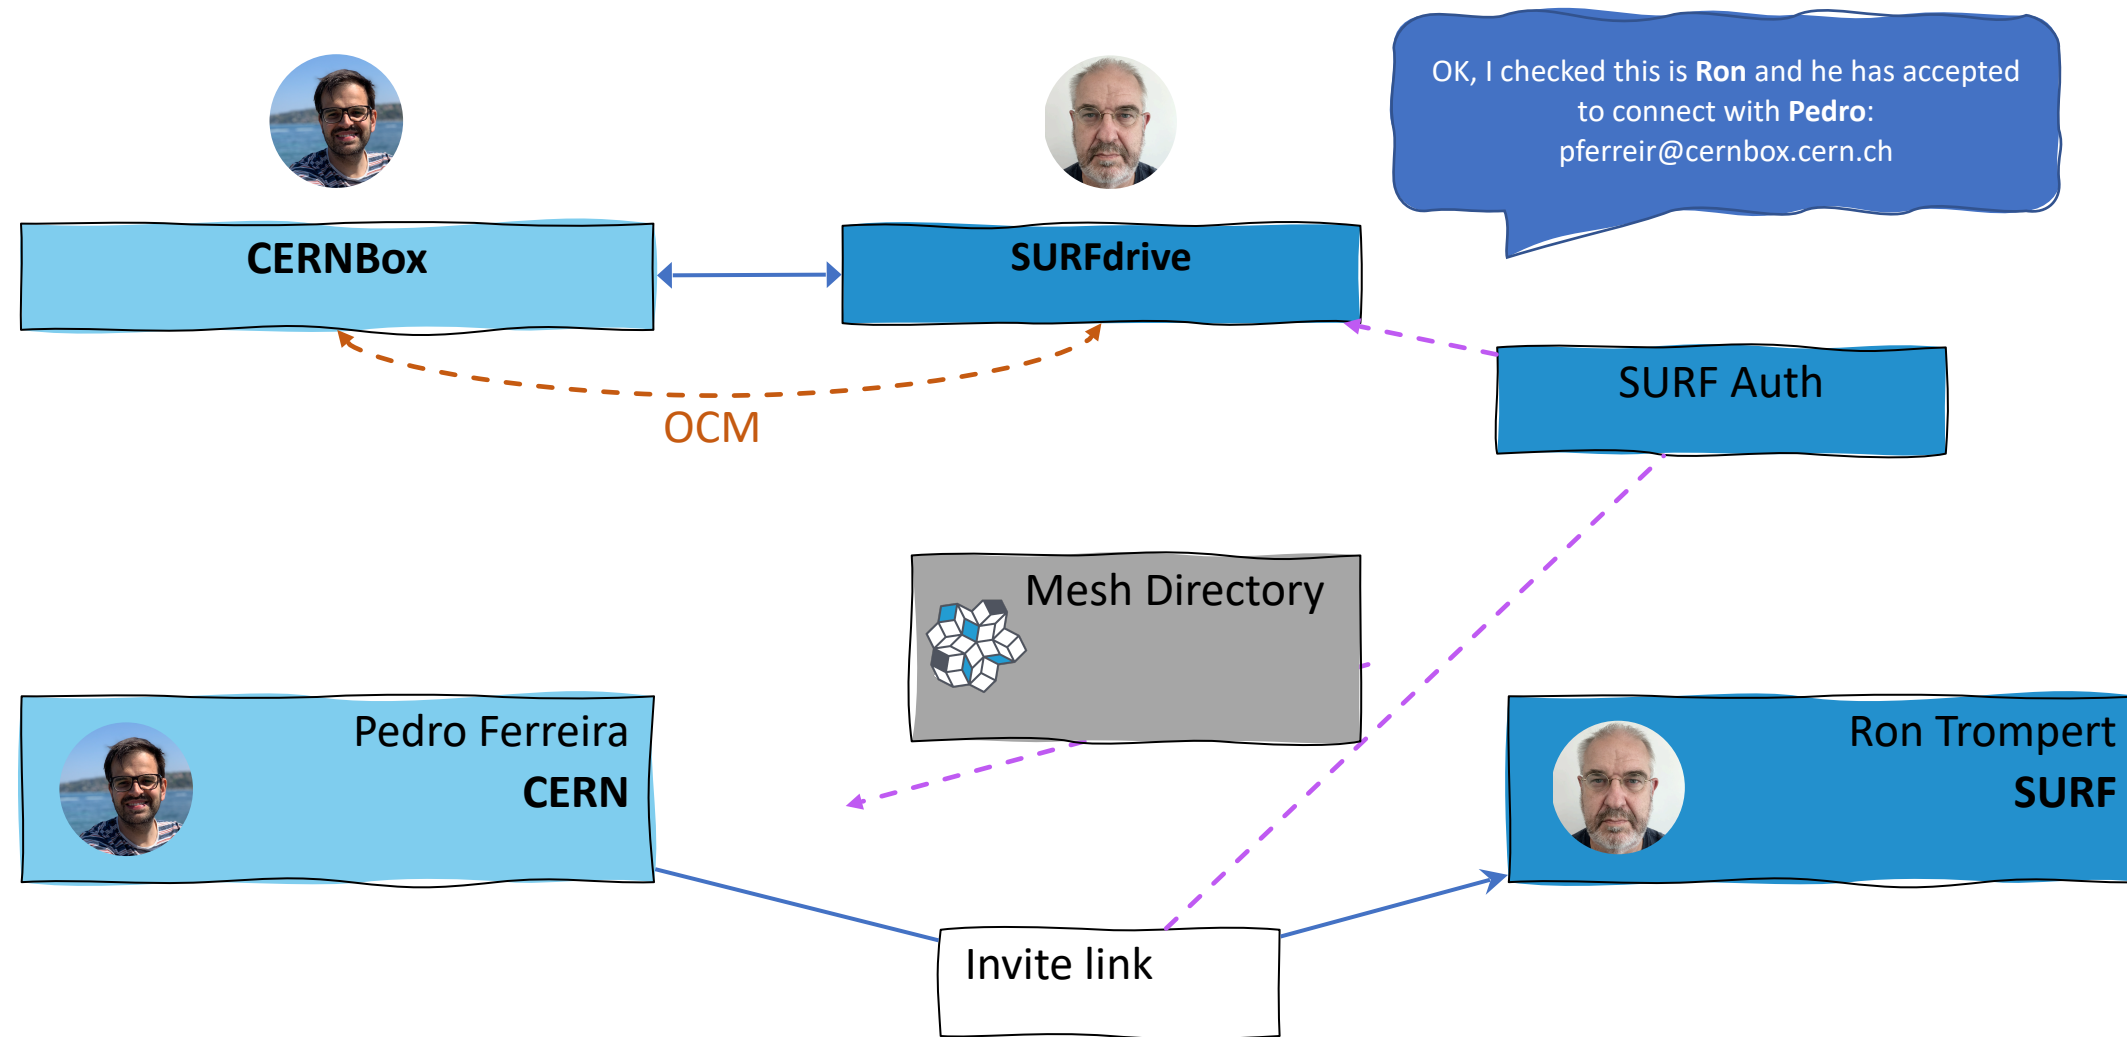 OK, I checked this is Ron and he has accepted
to connect with Pedro:
pferreir@cernbox.cern.ch
CERNBox
SURFdrive
SURF Auth
OCM
Mesh Directory
Pedro Ferreira
CERN
Ron Trompert
SURF
Invite link